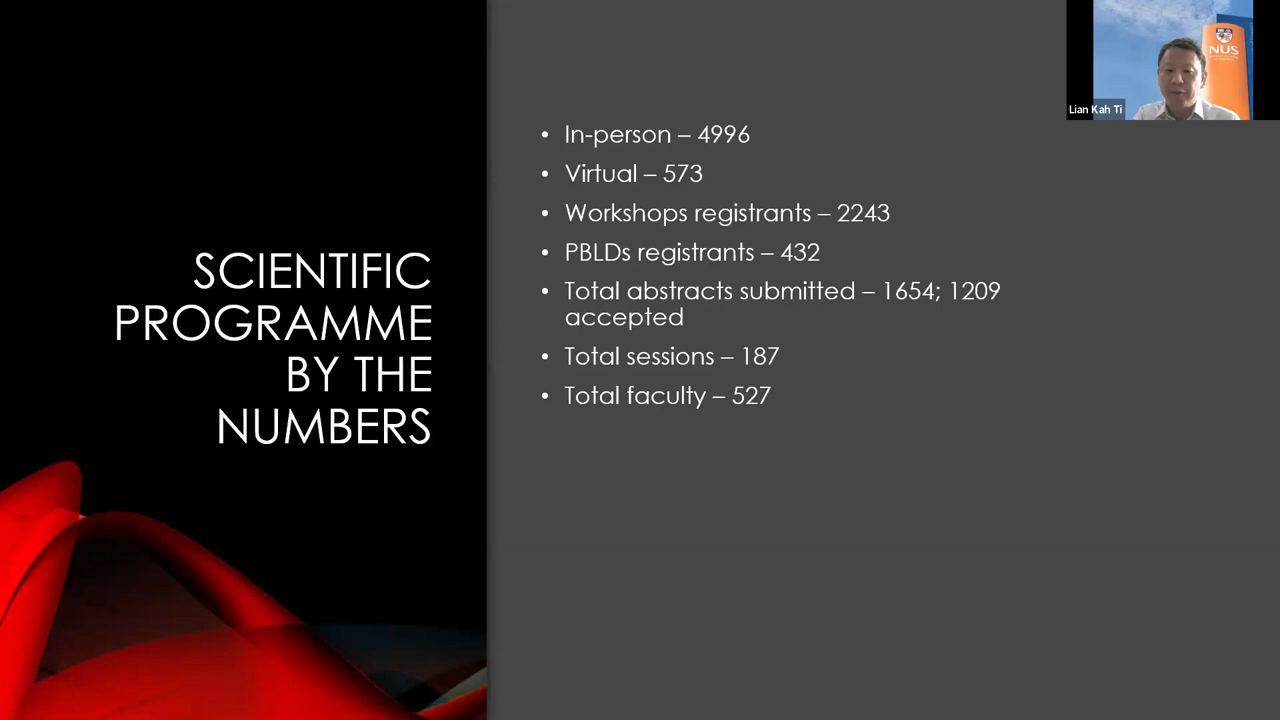 SCIENTIFIC
PROGRAMME
BY THE
NUMBERS
• In-person – 4996
• Virtual – 573
• Workshops registrants – 2243
• PBLDs registrants – 432
• Total abstracts submitted – 1654; 1209
accepted
• Total sessions – 187
• Total faculty – 527
NUS
Lian Kah Ti